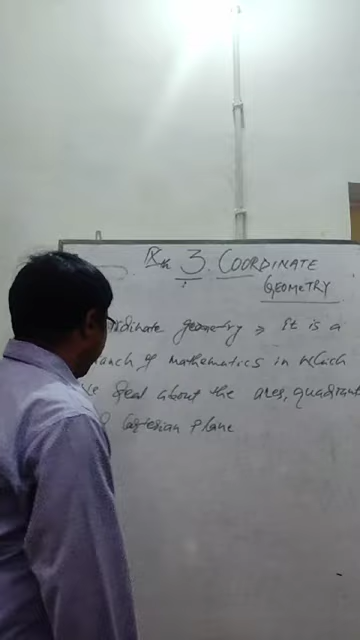 3. COORDINATE
GEOMETRY
dinate geometry → It is a
anch of mathematics in which
deal about the axes, quadrant
Cartesian Plane